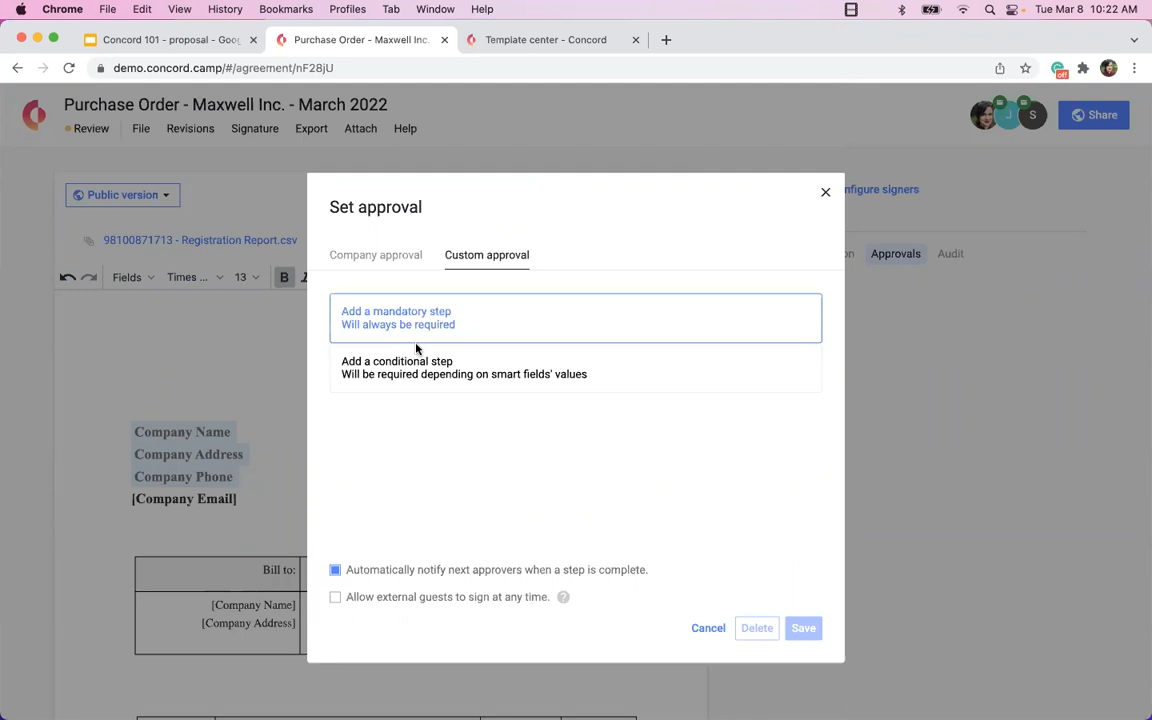 Chrome File Edit View History Bookmarks Profiles Tab Window Help Tue Mar 8 10:22 AM
Concord 101 - proposal - Goog Purchase Order - Maxwell Inc. Template center - Concord
demo.concord.camp/#/agreement/nF28jU off
Purchase Order - Maxwell Inc. - March 2022
Review File Revisions Signature Export Attach Help
J S Share
Public version
nfigure signers
98100871713 - Registration Report.csv
on Approvals Audit
Fields Times ... 13 B I
Set approval
Company approval Custom approval
Add a mandatory step
Will always be required
Add a conditional step
Will be required depending on smart fields' values
Company Name
Company Address
Company Phone
[Company Email]
Bill to:
[Company Name]
[Company Address]
Automatically notify next approvers when a step is complete.
Allow external guests to sign at any time. ?
Cancel Delete Save